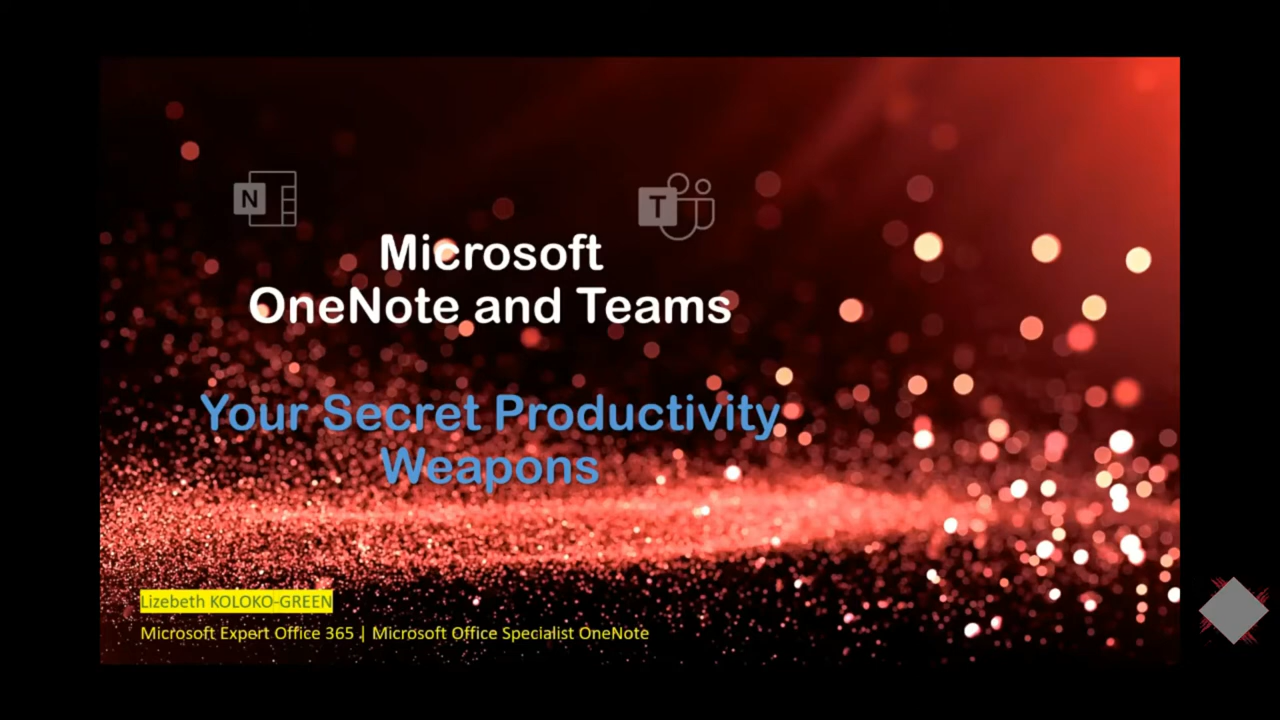 N
T
Microsoft
OneNote and Teams
Your Secret Productivity
Weapons
Lizebeth KOLOKO-GREEN
Microsoft Expert Office 365 | Microsoft Office Specialist OneNote